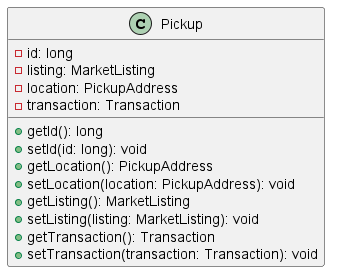 C Pickup
id: long
listing: MarketListing
location: PickupAddress
transaction: Transaction
getId(): long
setId(id: long): void
getLocation(): PickupAddress
setLocation(location: PickupAddress): void
getListing(): MarketListing
setListing(listing: MarketListing): void
getTransaction(): Transaction
setTransaction(transaction: Transaction): void